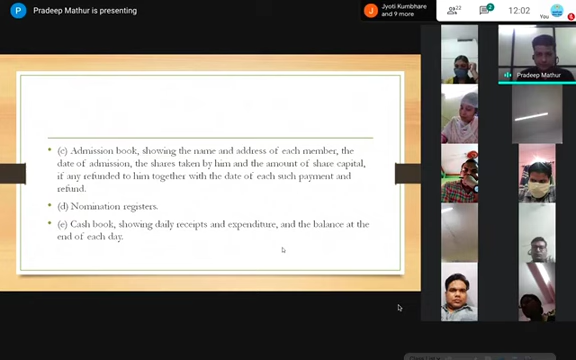 P Pradeep Mathur is presenting
J Jyoti Kumbhare
and 9 more
22
2
12:02
You
Pradeep Mathur
(c) Admission book, showing the name and address of each member, the
date of admission, the shares taken by him and the amount of share capital,
if any refunded to him together with the date of each such payment and
refund.
(d) Nomination registers.
(e) Cash book, showing daily receipts and expenditure, and the balance at the
end of each day.